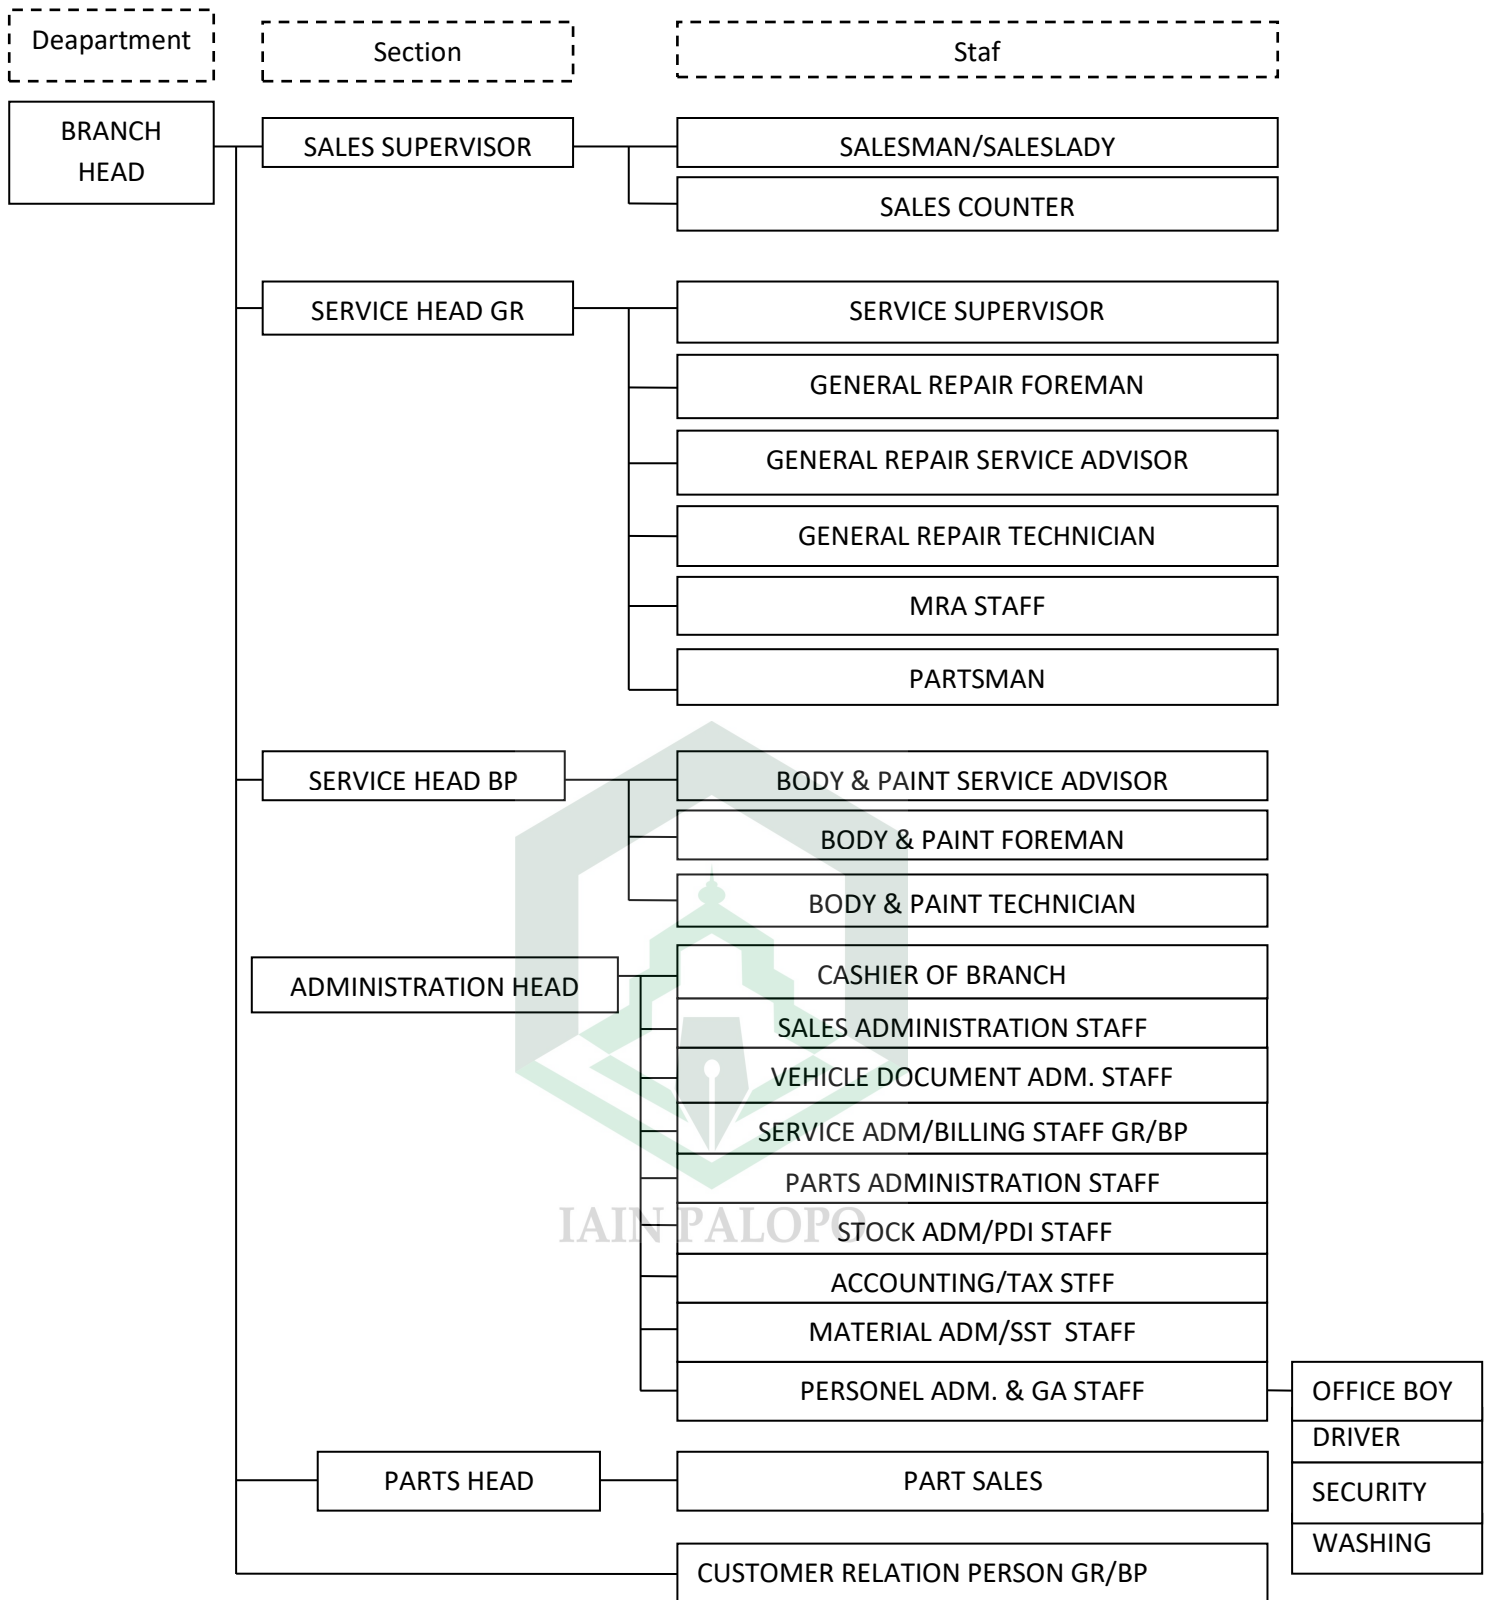 Deapartment
Section
Staf
BRANCH
HEAD
SALES SUPERVISOR
SALESMAN/SALESLADY
SALES COUNTER
SERVICE HEAD GR
SERVICE SUPERVISOR
GENERAL REPAIR FOREMAN
GENERAL REPAIR SERVICE ADVISOR
GENERAL REPAIR TECHNICIAN
MRA STAFF
PARTSMAN
SERVICE HEAD BP
BODY & PAINT SERVICE ADVISOR
BODY & PAINT FOREMAN
BODY & PAINT TECHNICIAN
ADMINISTRATION HEAD
CASHIER OF BRANCH
SALES ADMINISTRATION STAFF
VEHICLE DOCUMENT ADM. STAFF
SERVICE ADM/BILLING STAFF GR/BP
PARTS ADMINISTRATION STAFF
STOCK ADM/PDI STAFF
ACCOUNTING/TAX STFF
MATERIAL ADM/SST STAFF
PERSONEL ADM. & GA STAFF
OFFICE BOY
DRIVER
SECURITY
WASHING
PARTS HEAD
PART SALES
CUSTOMER RELATION PERSON GR/BP
IAIN PALOPO